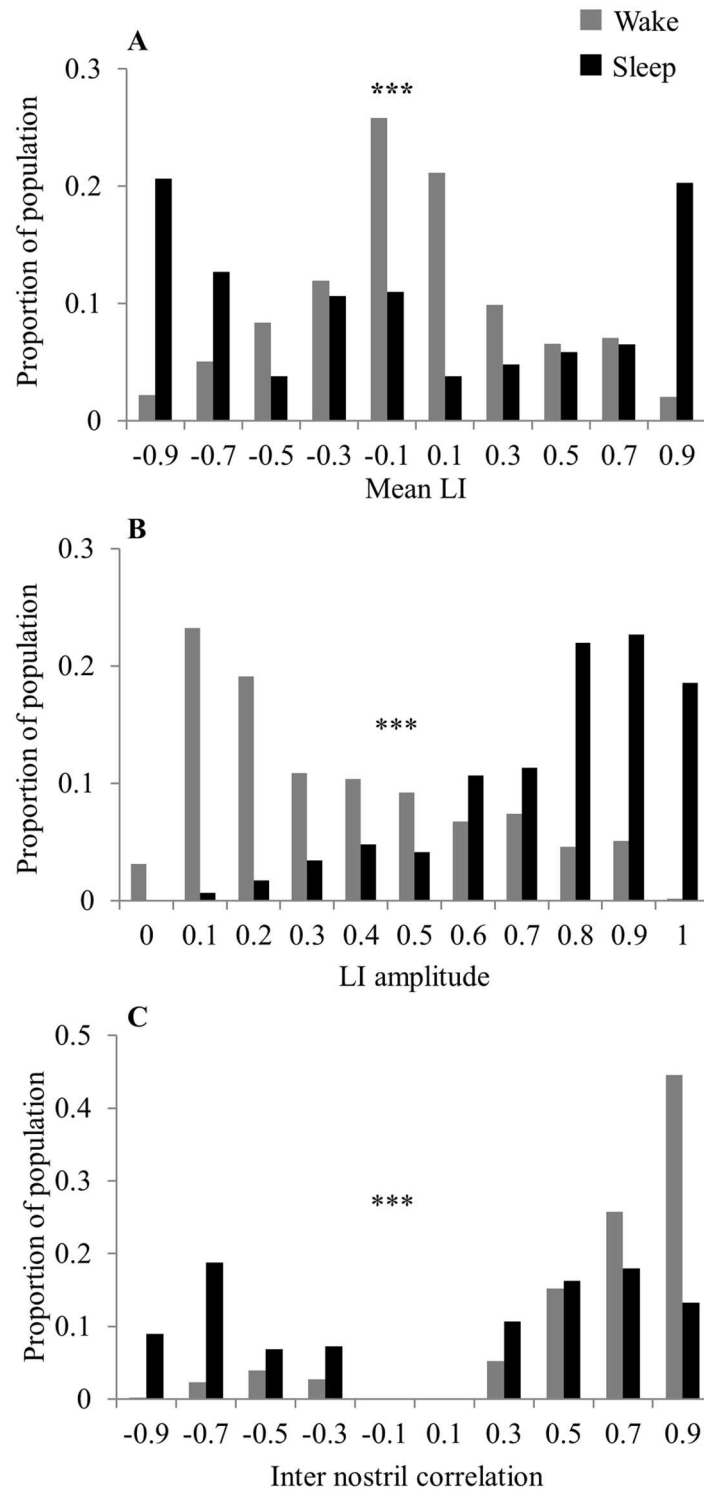 Wake
Sleep
A
***
0.3
0.2
0.1
0
Proportion of population
-0.9 -0.7 -0.5 -0.3 -0.1 0.1 0.3 0.5 0.7 0.9
Mean LI
B
0.3
0.2
0.1
0
***
Proportion of population
0 0.1 0.2 0.3 0.4 0.5 0.6 0.7 0.8 0.9 1
LI amplitude
C
0.5
0.4
0.3
0.2
0.1
0
***
Proportion of population
-0.9 -0.7 -0.5 -0.3 -0.1 0.1 0.3 0.5 0.7 0.9
Inter nostril correlation